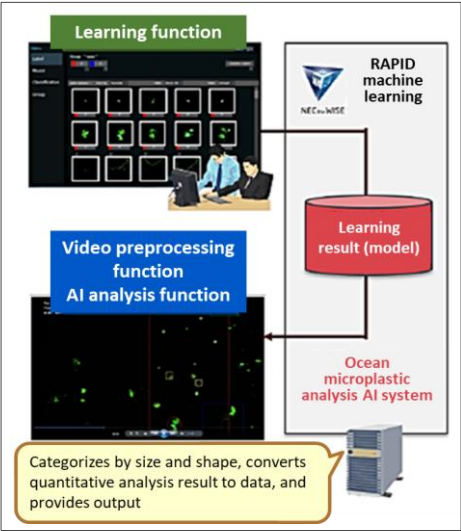 Learning function
RAPID
machine
learning
NEC the WISE
Learning
result (model)
Video preprocessing
function
AI analysis function
Ocean
microplastic
analysis AI system
Categorizes by size and shape, converts
quantitative analysis result to data, and
provides output